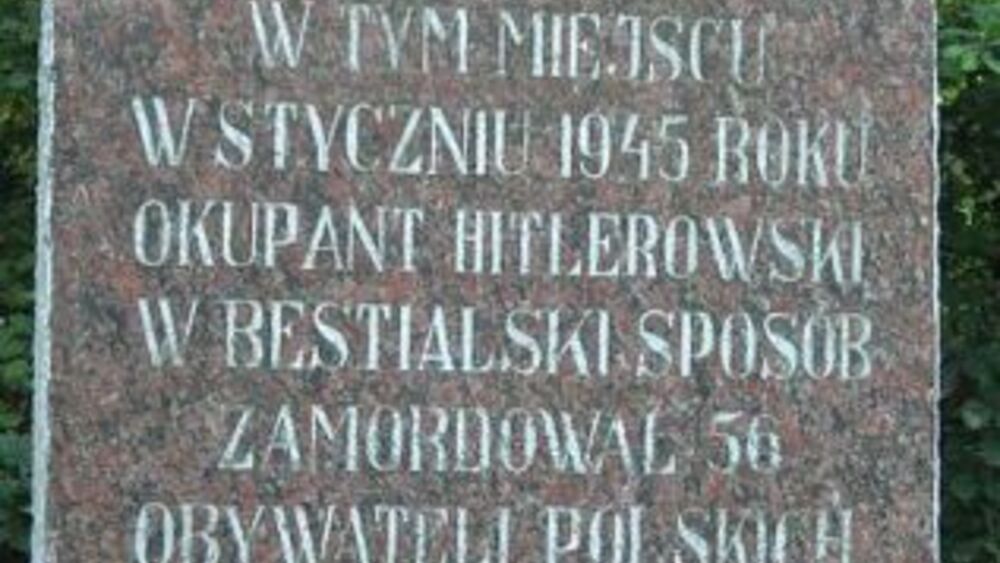 W TYM MIEJSCU
W STYCZNIU 1945 ROKU
OKUPANT HITLEROWSKI
W BESTIALSKI SPOSÓB
ZAMORDOWAŁ 56
OBYWATELI POLSKICH